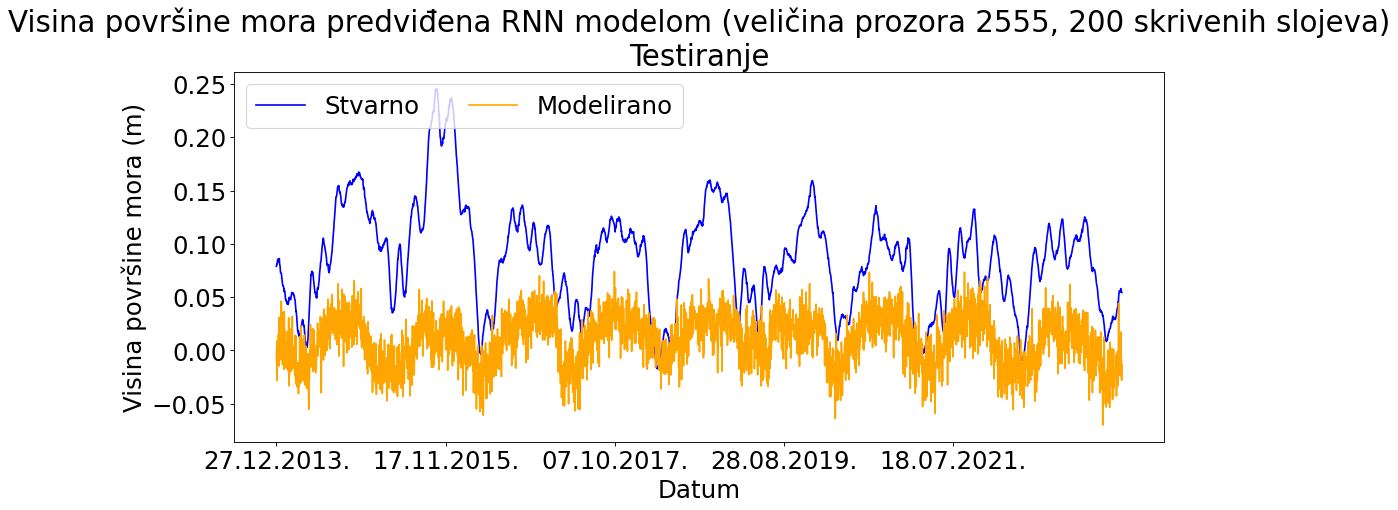 Visina površine mora predviđena RNN modelom (veličina prozora 2555, 200 skrivenih slojeva)
Testiranje
Stvarno
Modelirano
Visina površine mora (m)
0.25
0.20
0.15
0.10
0.05
0.00
−0.05
27.12.2013.
17.11.2015.
07.10.2017.
28.08.2019.
18.07.2021.
Datum